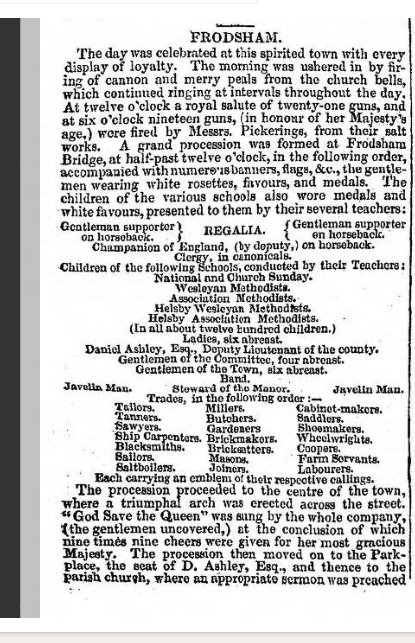 FRODSHAM.
The day was celebrated at this spirited town with every
display of loyalty. The morning was ushered in by fir-
ing of cannon and merry peals from the church bells,
which continued ringing at intervals throughout the day.
At twelve o'clock a royal salute of twenty-one guns, and
at six o'clock nineteen guns, (in honour of her Majesty's
age,) were fired by Messrs. Pickerings, from their salt
works. A grand procession was formed at Frodsham
Bridge, at half-past twelve o'clock, in the following order,
accompanied with numerous banners, flags, &c., the gentle-
men wearing white rosettes, favours, and medals. The
children of the various schools also wore medals and
white favours, presented to them by their several teachers:
Gentleman supporter } REGALIA. { Gentleman supporter
on horseback. } { on horseback.
Champanion of England, (by deputy,) on horseback.
Clergy, in canonicals.
Children of the following Schools, conducted by their Teachers:
National and Church Sunday.
Wesleyan Methodists.
Association Methodists.
Helsby Wesleyan Methodists.
Helsby Association Methodists.
(In all about twelve hundred children.)
Ladies, six abreast.
Daniel Ashley, Esq., Deputy Lieutenant of the county.
Gentlemen of the Committee, four abreast.
Gentlemen of the Town, six abreast.
Band.
Javelin Man. Steward of the Manor. Javelin Man.
Trades, in the following order :—
Tailors. Millers. Cabinet-makers.
Tanners. Butchers. Saddlers.
Sawyers. Gardeners Shoemakers.
Ship Carpenters. Brickmakers. Wheelwrights.
Blacksmiths. Bricksetters. Coopers.
Sailors. Masons. Farm Servants.
Saltboilers. Joiners. Labourers.
Each carrying an emblem of their respective callings.
The procession proceeded to the centre of the town,
where a triumphal arch was erected across the street.
"God Save the Queen" was sung by the whole company,
(the gentlemen uncovered,) at the conclusion of which
nine times nine cheers were given for her most gracious
Majesty. The procession then moved on to the Park-
place, the seat of D. Ashley, Esq., and thence to the
parish church, where an appropriate sermon was preached